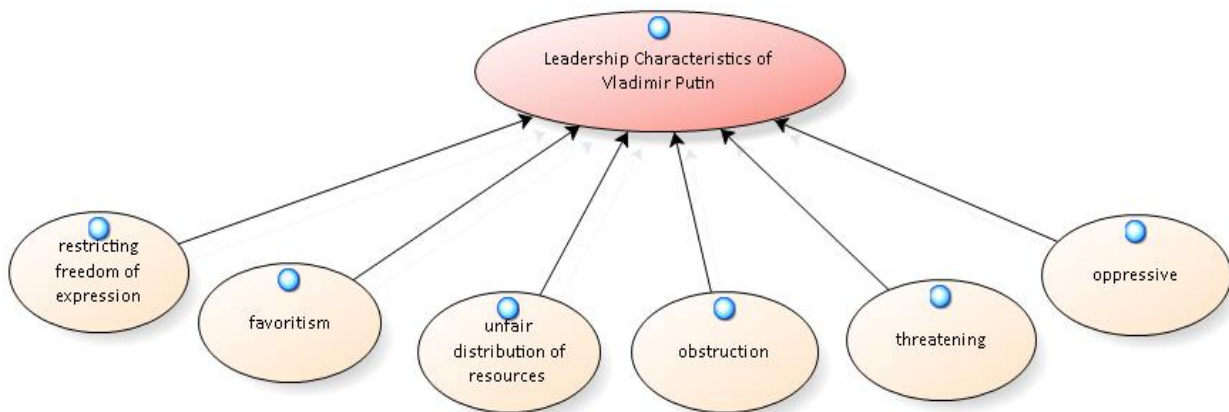 Leadership Characteristics of
Vladimir Putin
restricting
freedom of
expression
favoritism
unfair
distribution of
resources
obstruction
threatening
oppressive